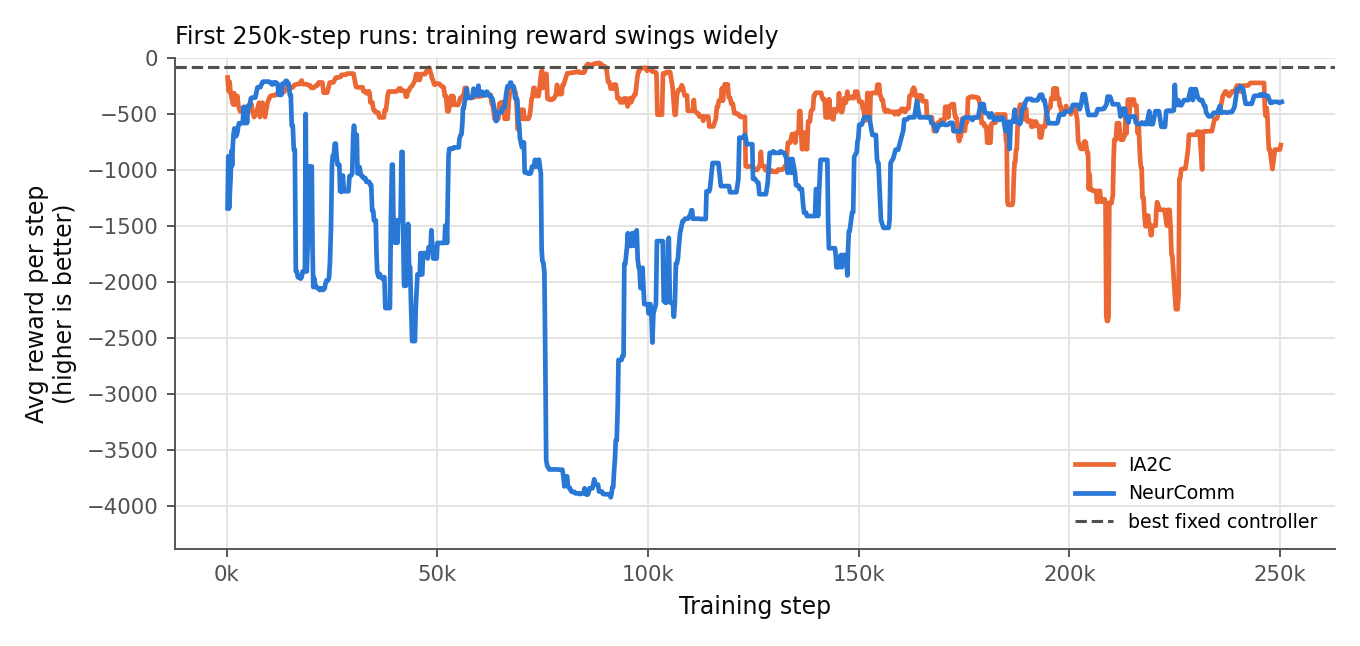 First 250k-step runs: training reward swings widely
Avg reward per step
(higher is better)
0
−500
−1000
−1500
−2000
−2500
−3000
−3500
−4000
IA2C
NeurComm
best fixed controller
0k
50k
100k
150k
200k
250k
Training step